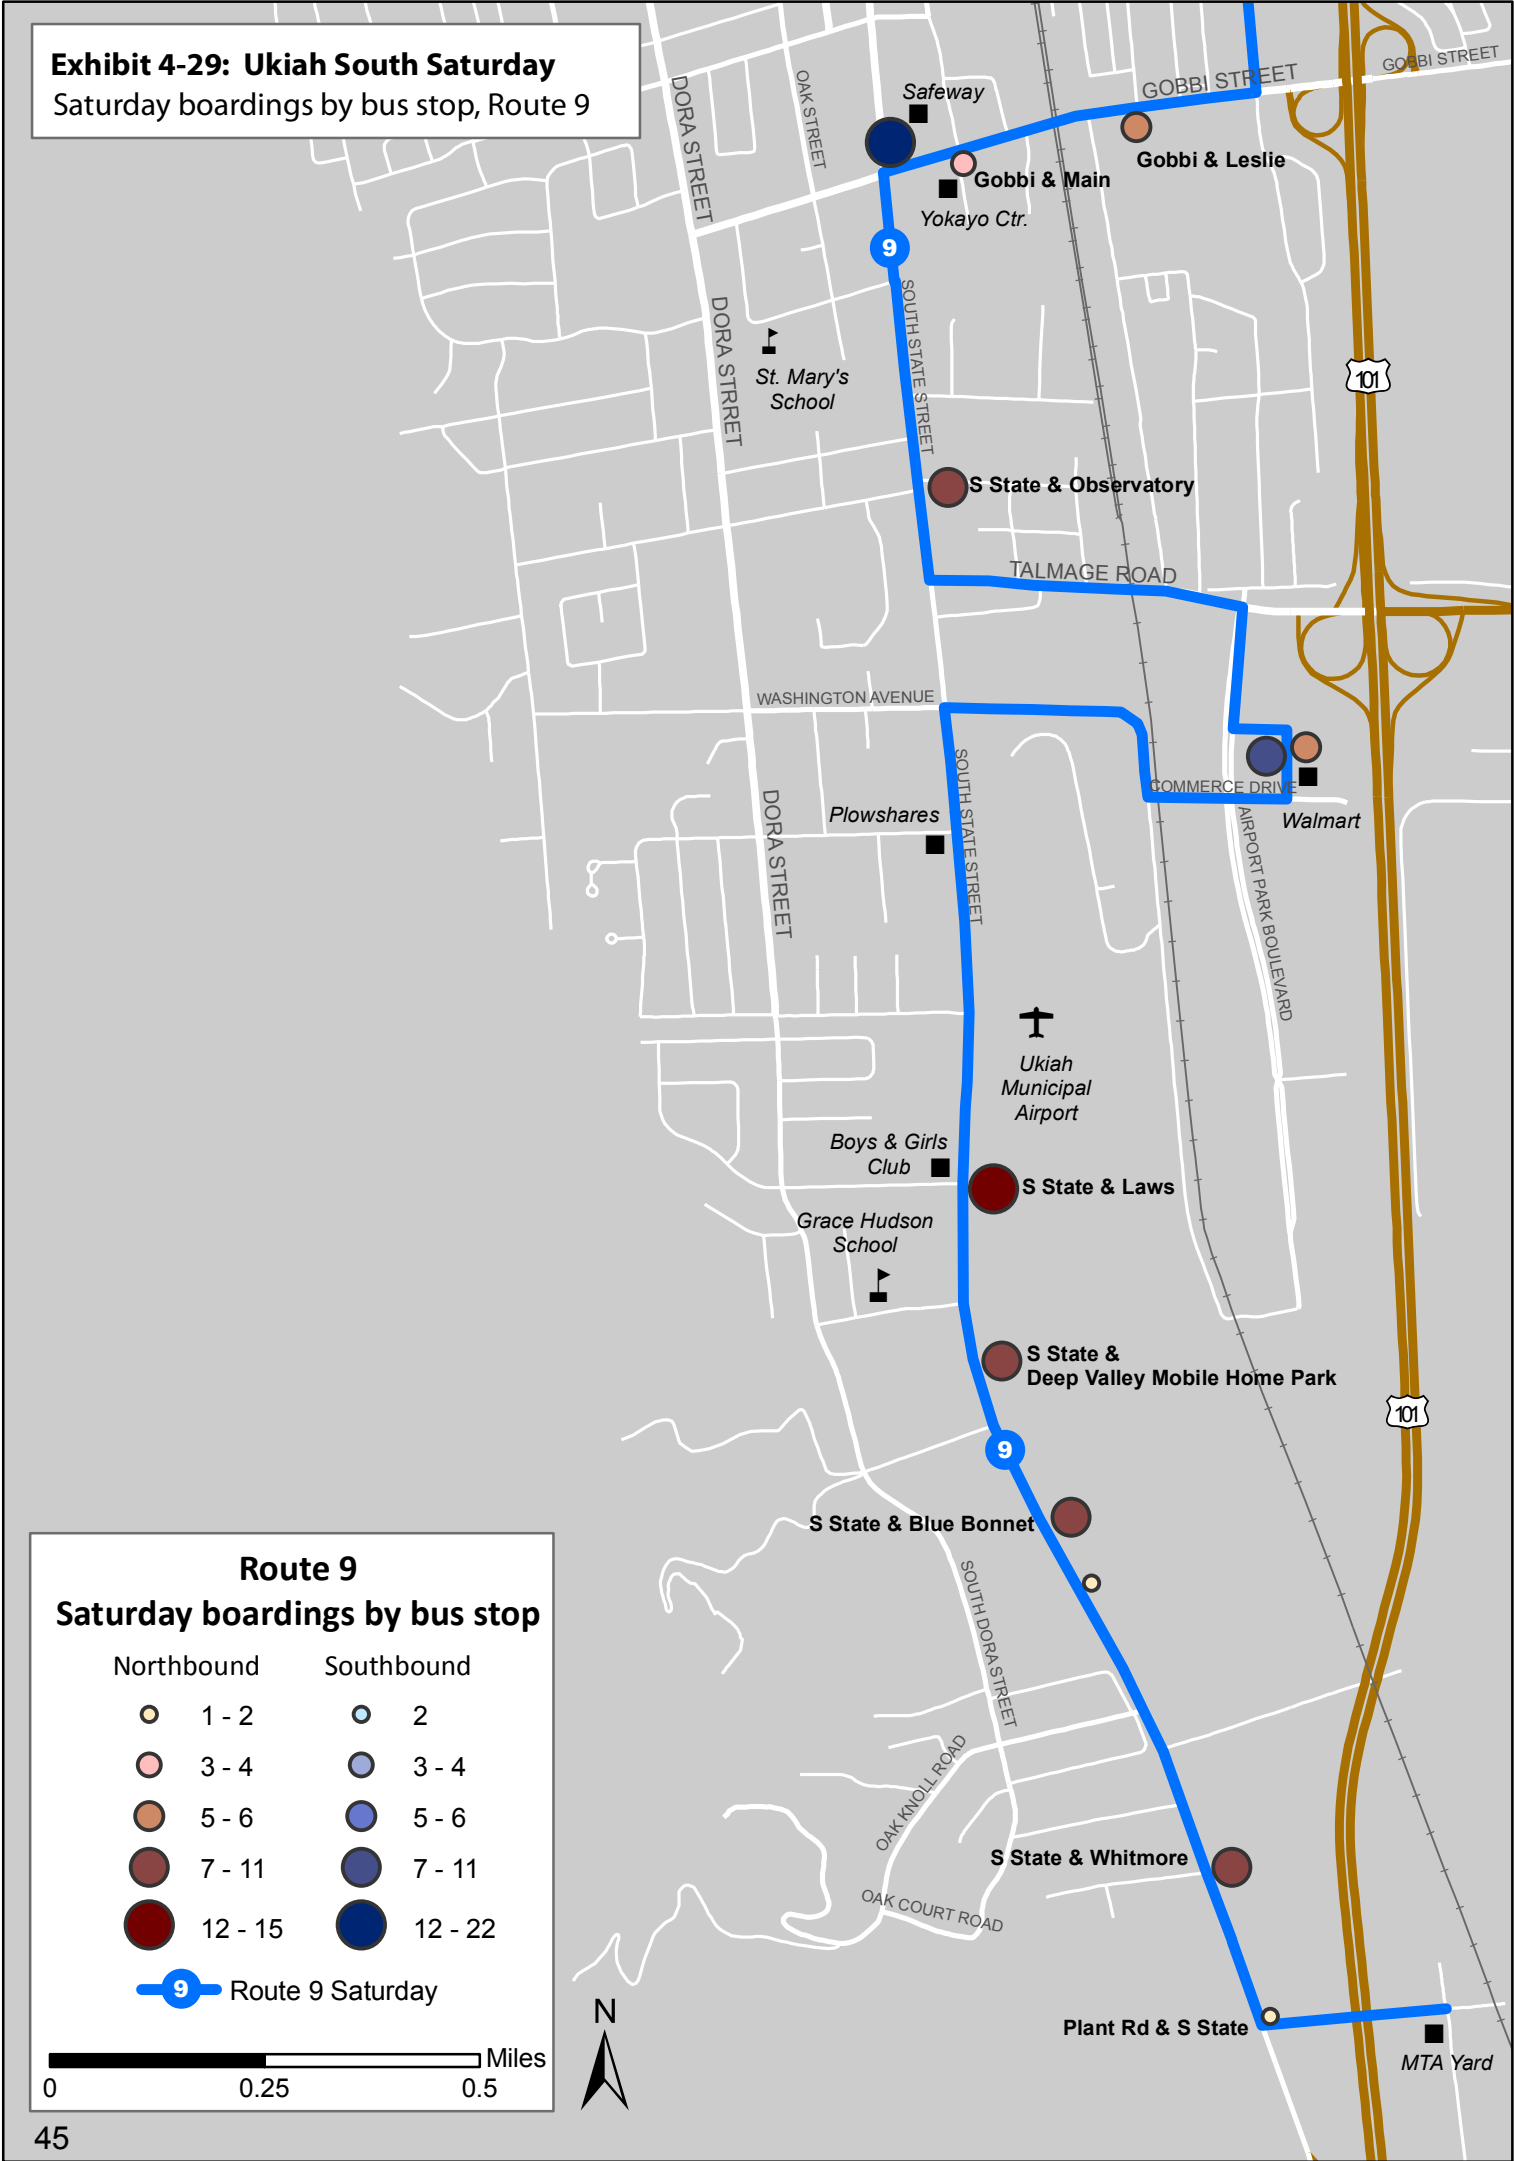 Exhibit 4-29: Ukiah South Saturday
Saturday boardings by bus stop, Route 9
DORA STREET
OAK STREET
Safeway
GOBBI STREET
GOBBI STREET
Gobbi & Leslie
Gobbi & Main
Yokayo Ctr.
9
SOUTH STATE STREET
DORA STRRET
St. Mary's
School
101
S State & Observatory
TALMAGE ROAD
WASHINGTON AVENUE
SOUTH STATE STREET
COMMERCE DRIVE
Walmart
Plowshares
DORA STREET
AIRPORT PARK BOULEVARD
Ukiah
Municipal
Airport
Boys & Girls
Club
S State & Laws
Grace Hudson
School
S State &
Deep Valley Mobile Home Park
101
9
S State & Blue Bonnet
SOUTH DORA STREET
OAK KNOLL ROAD
S State & Whitmore
OAK COURT ROAD
Plant Rd & S State
MTA Yard
Route 9
Saturday boardings by bus stop
Northbound Southbound
1 - 2 2
3 - 4 3 - 4
5 - 6 5 - 6
7 - 11 7 - 11
12 - 15 12 - 22
9 Route 9 Saturday
Miles
0 0.25 0.5
N
45